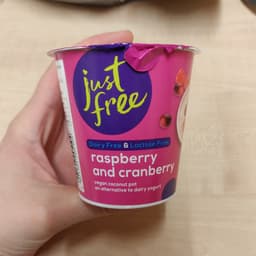 just
free
Dairy Free & Lactose Free
raspberry
and cranberry
vegan coconut pot
an alternative to dairy yogurt